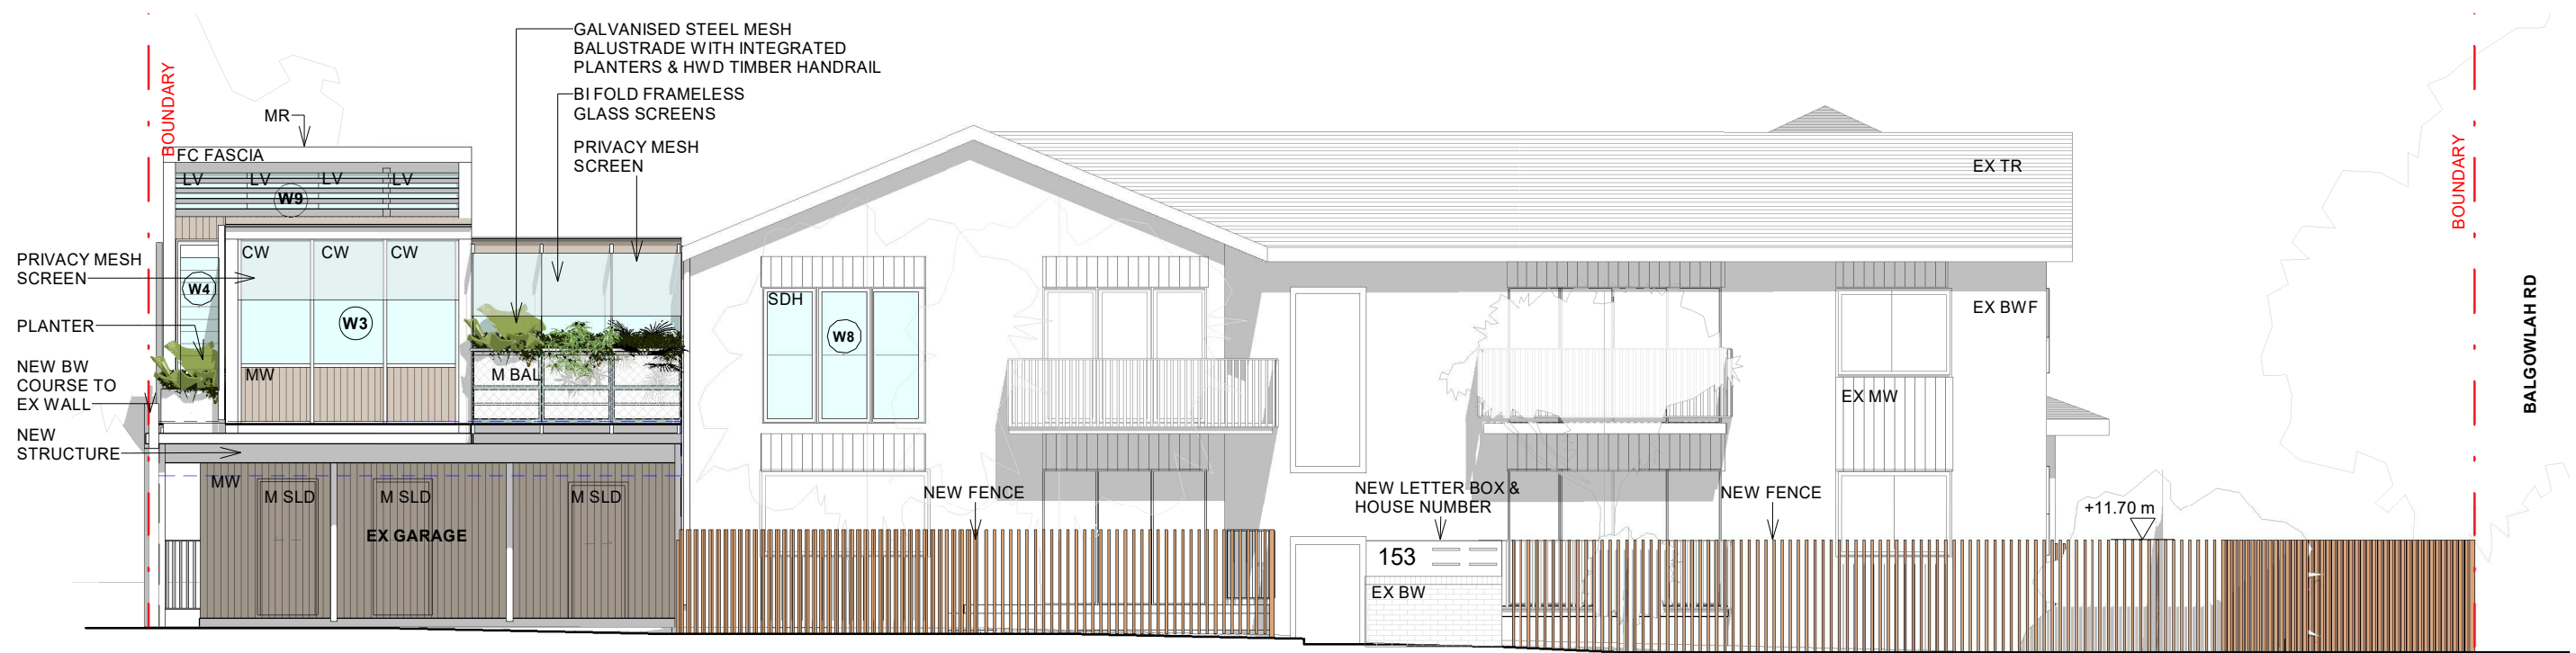 GALVANISED STEEL MESH
BALUSTRADE WITH INTEGRATED
PLANTERS & HWD TIMBER HANDRAIL
BI FOLD FRAMELESS
GLASS SCREENS
PRIVACY MESH
SCREEN
BOUNDARY
MR
FC FASCIA
LV LV LV LV
W9
PRIVACY MESH
SCREEN
CW CW CW
W4
W3
PLANTER
NEW BW
COURSE TO
EX WALL
MW
M BAL
NEW
STRUCTURE
MW
M SLD M SLD M SLD
EX GARAGE
SDH
W8
NEW FENCE
NEW LETTER BOX &
HOUSE NUMBER
153
EX BW
NEW FENCE
EX TR
EX BWF
EX MW
+11.70 m
BOUNDARY
BALGOWLAH RD